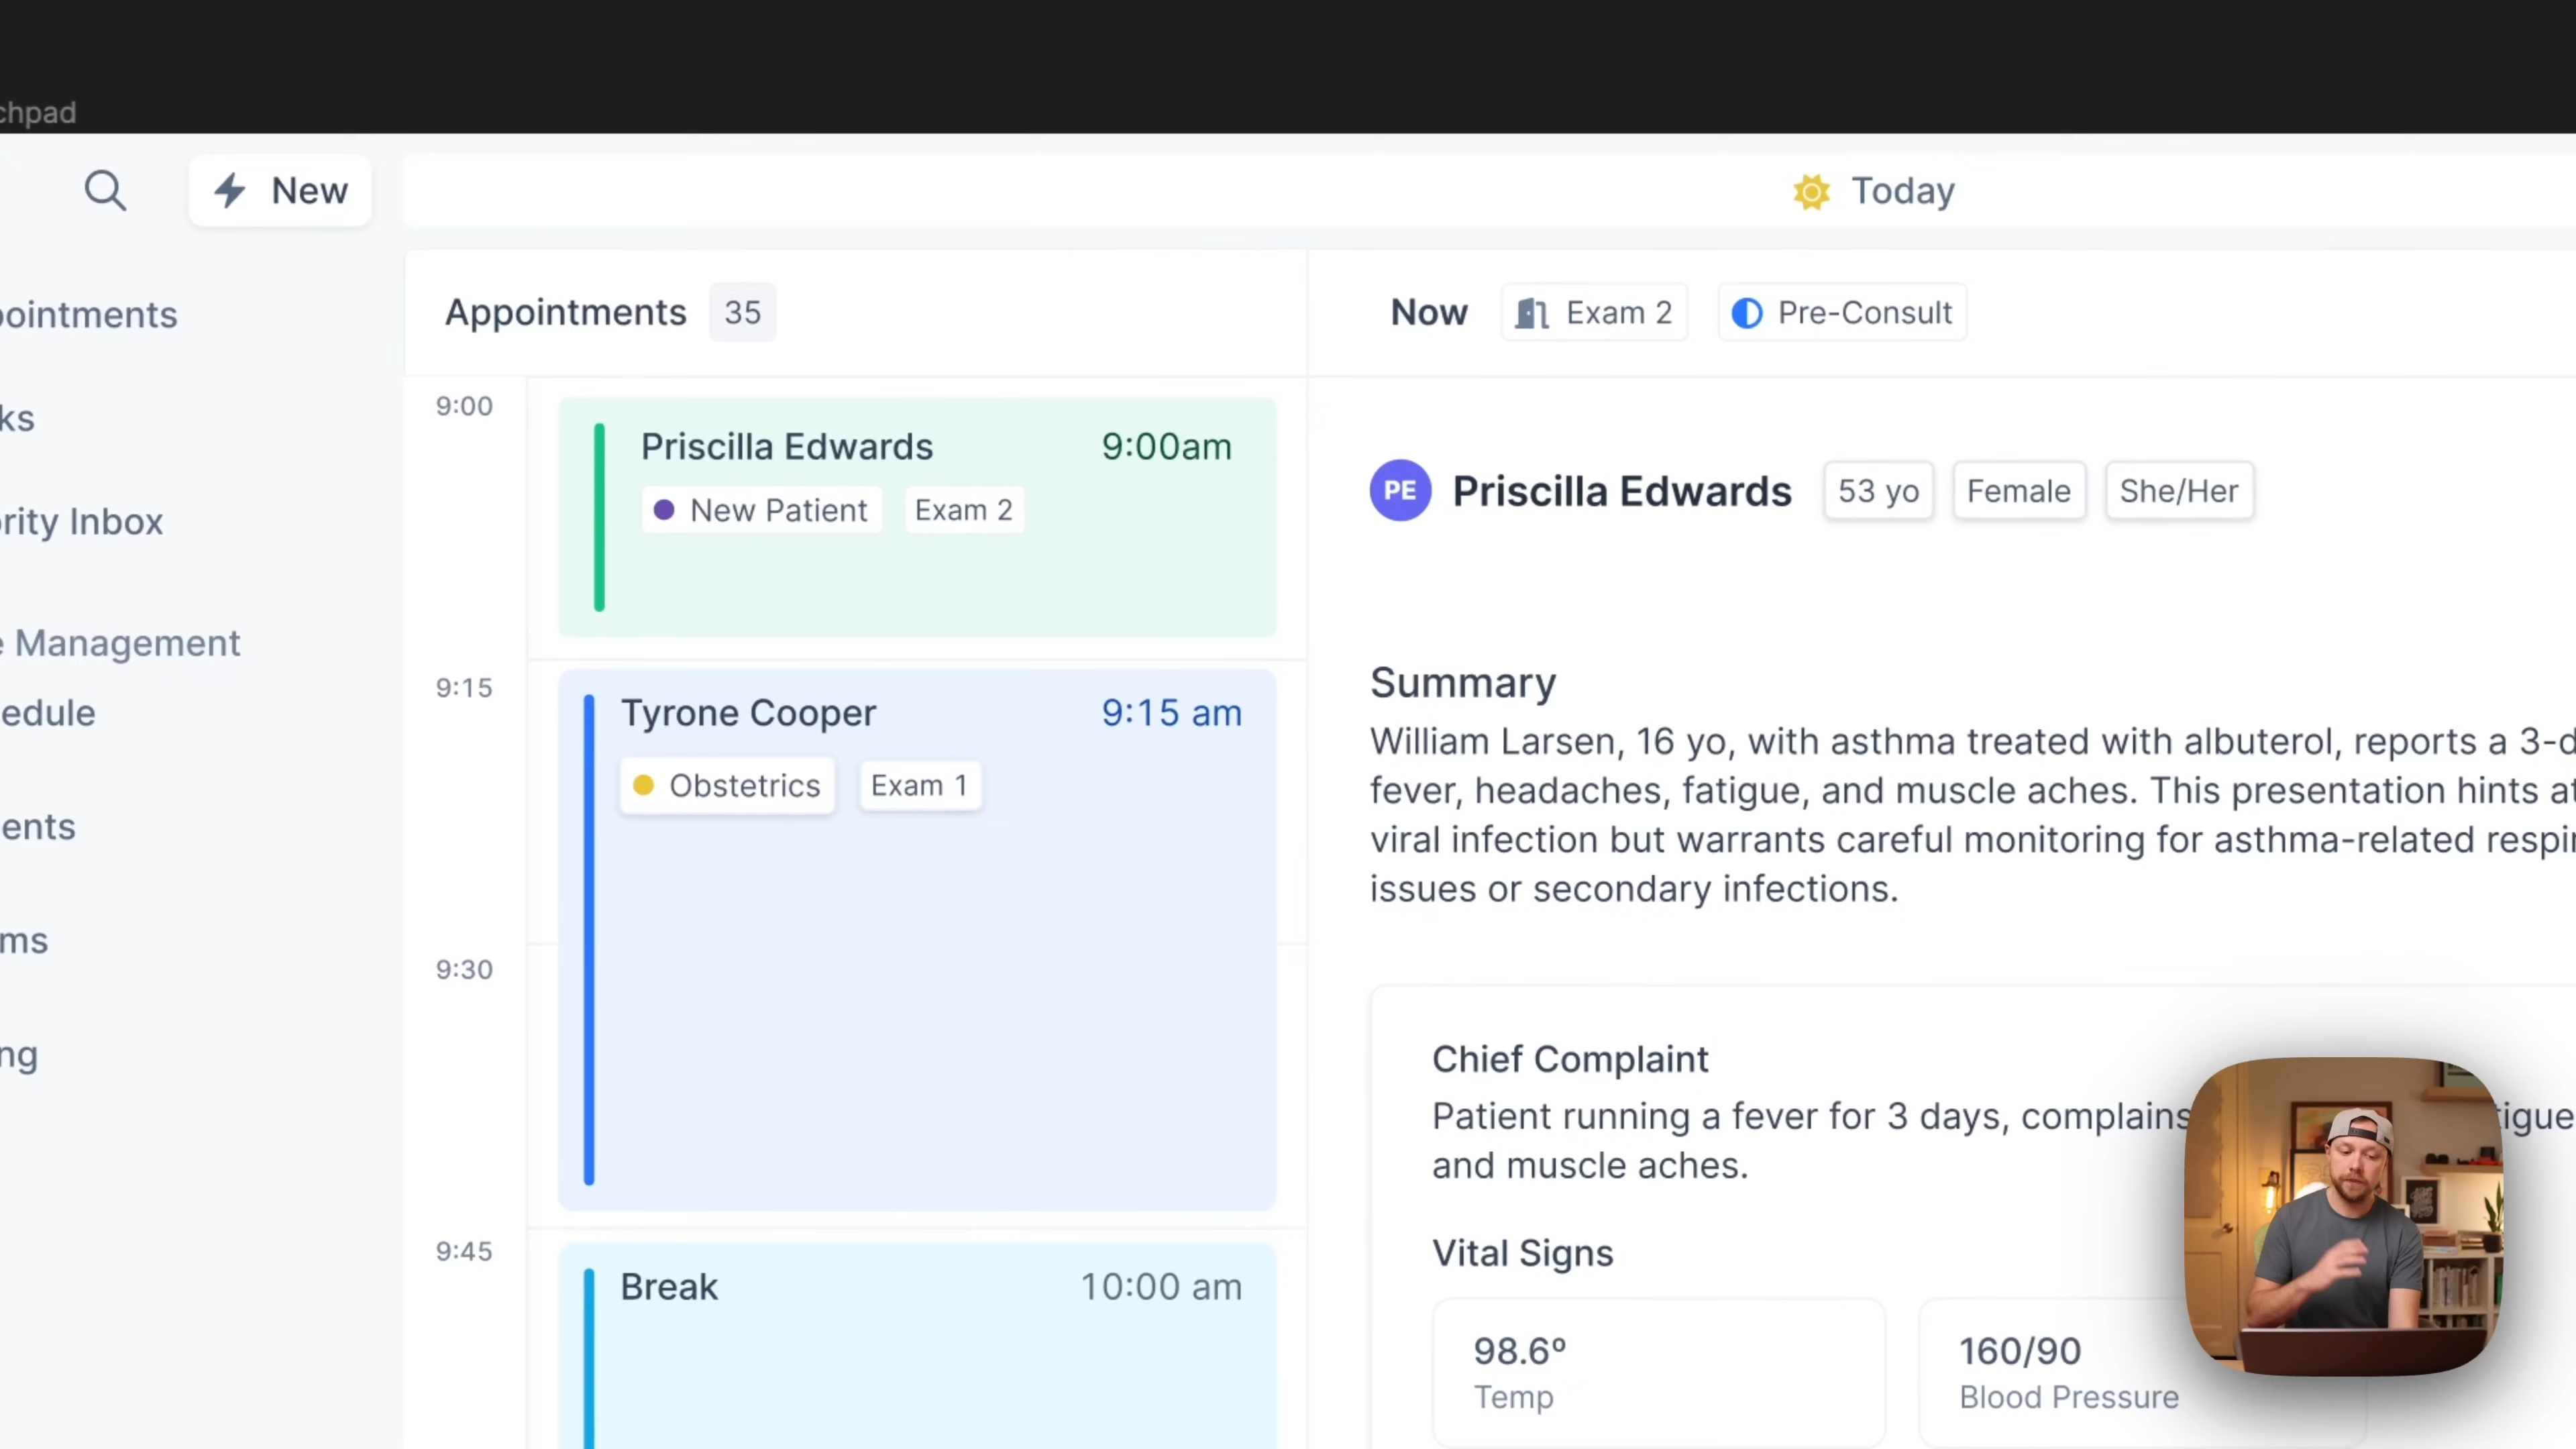 chpad
New
Today
ointments
ks
rity Inbox
e Management
edule
ents
ms
ng
Appointments 35
9:00
Priscilla Edwards 9:00am
New Patient Exam 2
9:15
Tyrone Cooper 9:15 am
Obstetrics Exam 1
9:30
9:45
Break 10:00 am
Now Exam 2 Pre-Consult
PE Priscilla Edwards 53 yo Female She/Her
Summary
William Larsen, 16 yo, with asthma treated with albuterol, reports a 3-d
fever, headaches, fatigue, and muscle aches. This presentation hints at
viral infection but warrants careful monitoring for asthma-related respi
issues or secondary infections.
Chief Complaint
Patient running a fever for 3 days, complains tigue
and muscle aches.
Vital Signs
98.6º
Temp
160/90
Blood Pressure